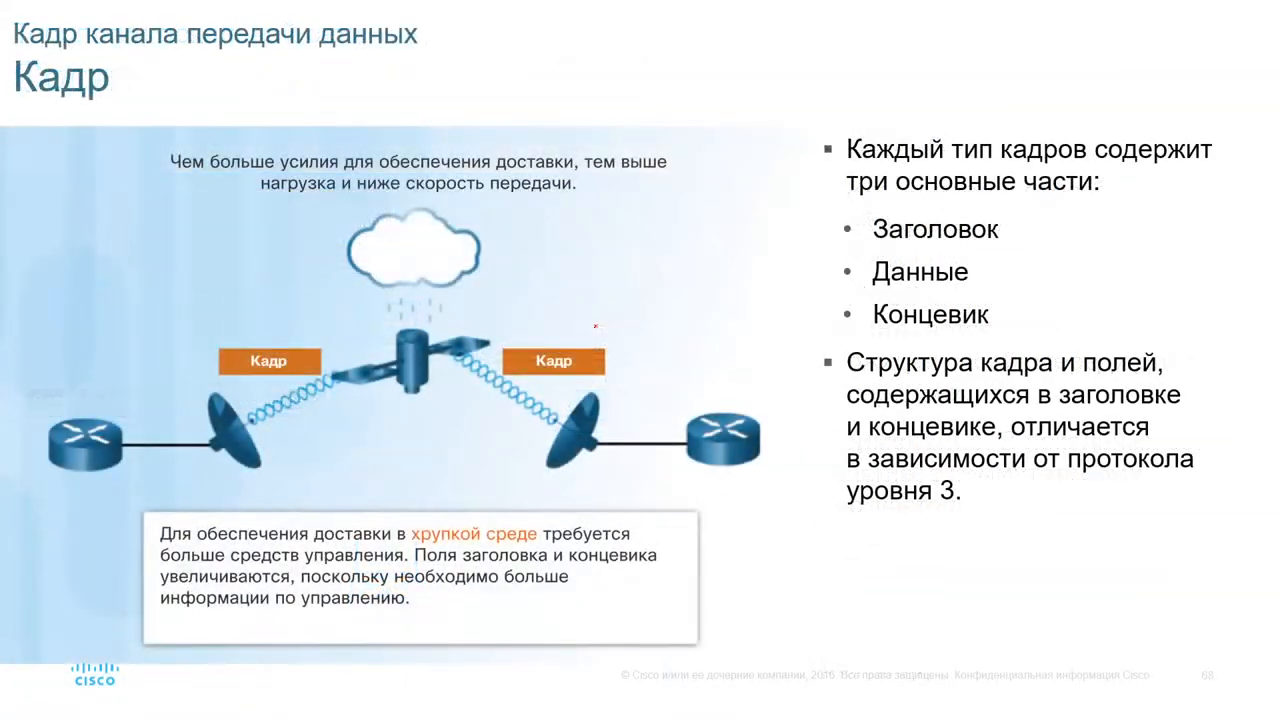 Кадр канала передачи данных
Кадр
Чем больше усилия для обеспечения доставки, тем выше
нагрузка и ниже скорость передачи.
Кадр
Кадр
Для обеспечения доставки в хрупкой среде требуется
больше средств управления. Поля заголовка и концевика
увеличиваются, поскольку необходимо больше
информации по управлению.
▪ Каждый тип кадров содержит
три основные части:
• Заголовок
• Данные
• Концевик
▪ Структура кадра и полей,
содержащихся в заголовке
и концевике, отличается
в зависимости от протокола
уровня 3.
CISCO
© Cisco и/или ее дочерние компании, 2016. Все права защищены. Конфиденциальная информация Cisco
68